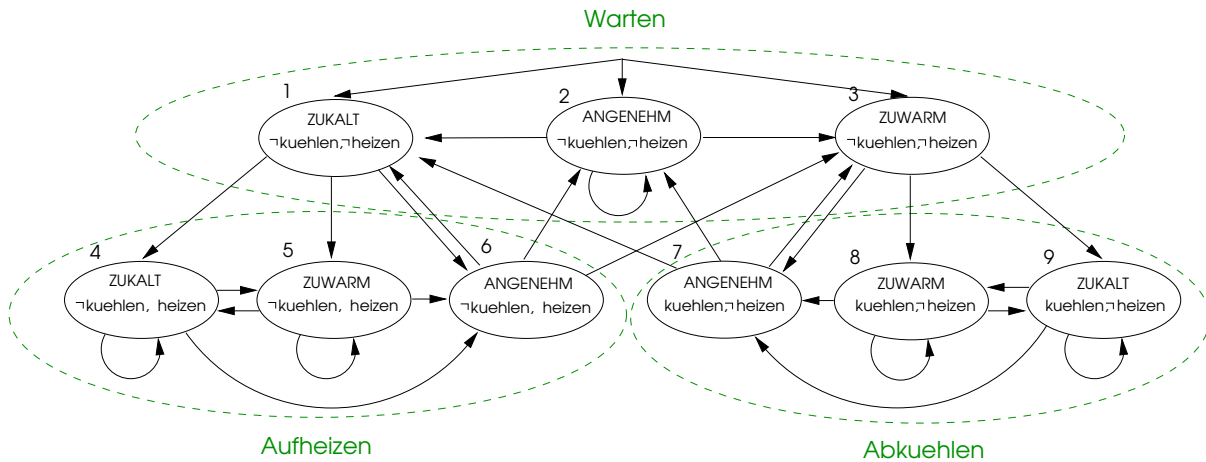 Warten
1
ZUKALT
¬kuehlen,¬heizen
2
ANGENEHM
¬kuehlen,¬heizen
3
ZUWARM
¬kuehlen,¬heizen
4
ZUKALT
¬kuehlen, heizen
5
ZUWARM
¬kuehlen, heizen
6
ANGENEHM
¬kuehlen, heizen
7
ANGENEHM
kuehlen,¬heizen
8
ZUWARM
kuehlen,¬heizen
9
ZUKALT
kuehlen,¬heizen
Aufheizen
Abkuehlen